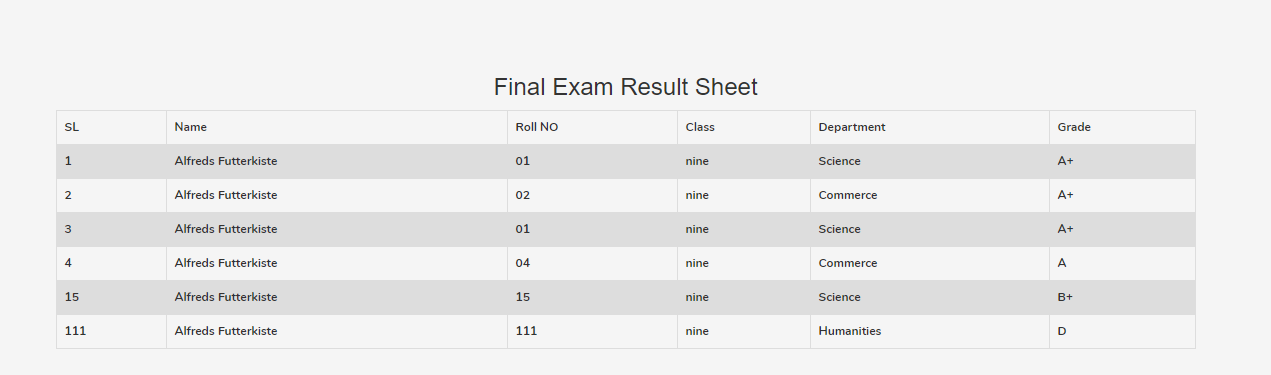 Final Exam Result Sheet
SL Name Roll NO Class Department Grade
1 Alfreds Futterkiste 01 nine Science A+
2 Alfreds Futterkiste 02 nine Commerce A+
3 Alfreds Futterkiste 01 nine Science A+
4 Alfreds Futterkiste 04 nine Commerce A
15 Alfreds Futterkiste 15 nine Science B+
111 Alfreds Futterkiste 111 nine Humanities D